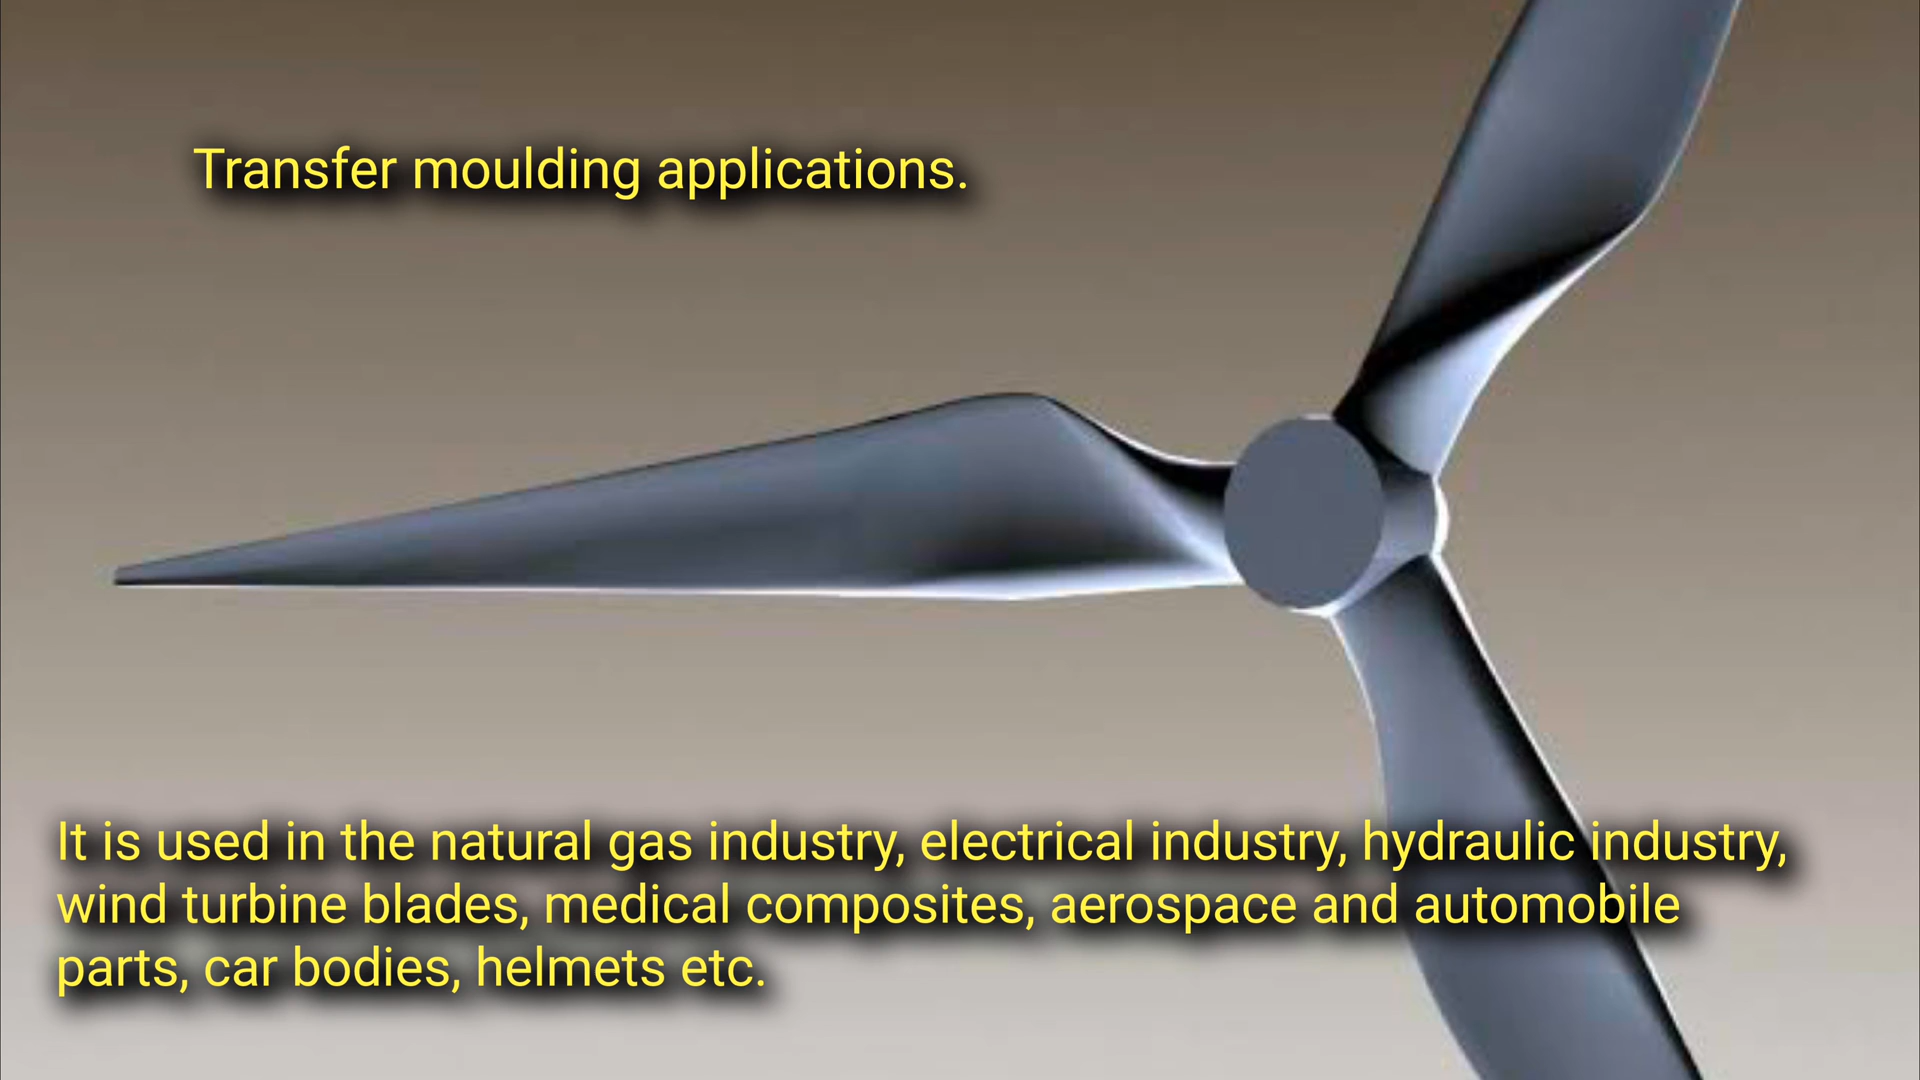 Transfer moulding applications.
It is used in the natural gas industry, electrical industry, hydraulic industry,
wind turbine blades, medical composites, aerospace and automobile
parts, car bodies, helmets etc.